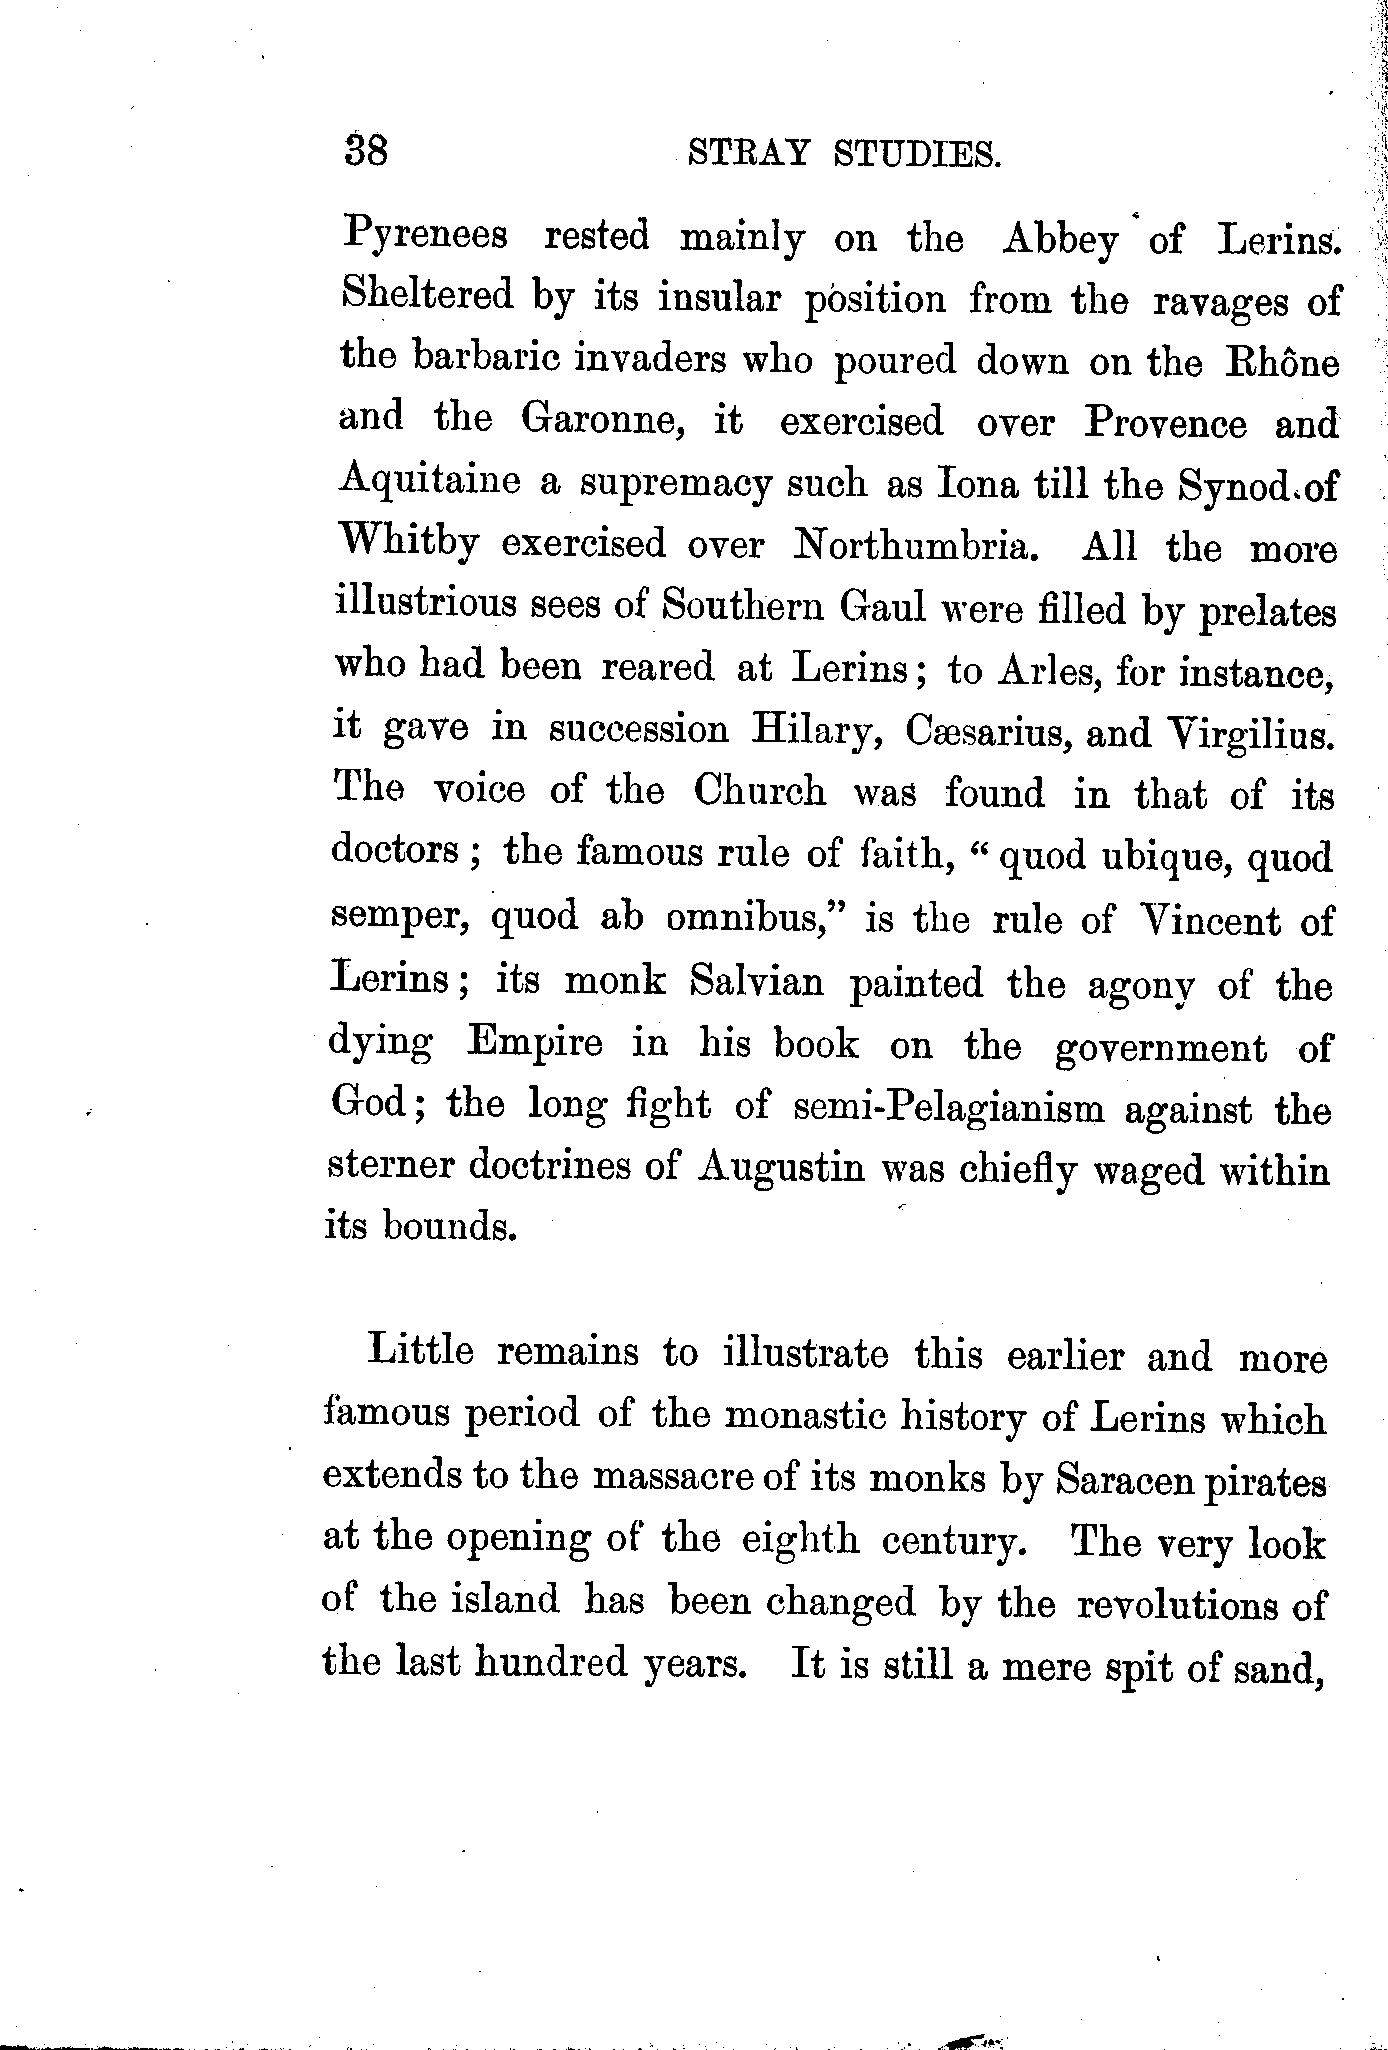 38 STRAY STUDIES.
Pyrenees rested mainly on the Abbey of Lerins.
Sheltered by its insular position from the ravages of
the barbaric invaders who poured down on the Rhône
and the Garonne, it exercised over Provence and
Aquitaine a supremacy such as Iona till the Synod of
Whitby exercised over Northumbria. All the more
illustrious sees of Southern Gaul were filled by prelates
who had been reared at Lerins; to Arles, for instance,
it gave in succession Hilary, Cæsarius, and Virgilius.
The voice of the Church was found in that of its
doctors; the famous rule of faith, “quod ubique, quod
semper, quod ab omnibus,” is the rule of Vincent of
Lerins; its monk Salvian painted the agony of the
dying Empire in his book on the government of
God; the long fight of semi-Pelagianism against the
sterner doctrines of Augustin was chiefly waged within
its bounds.
Little remains to illustrate this earlier and more
famous period of the monastic history of Lerins which
extends to the massacre of its monks by Saracen pirates
at the opening of the eighth century. The very look
of the island has been changed by the revolutions of
the last hundred years. It is still a mere spit of sand,